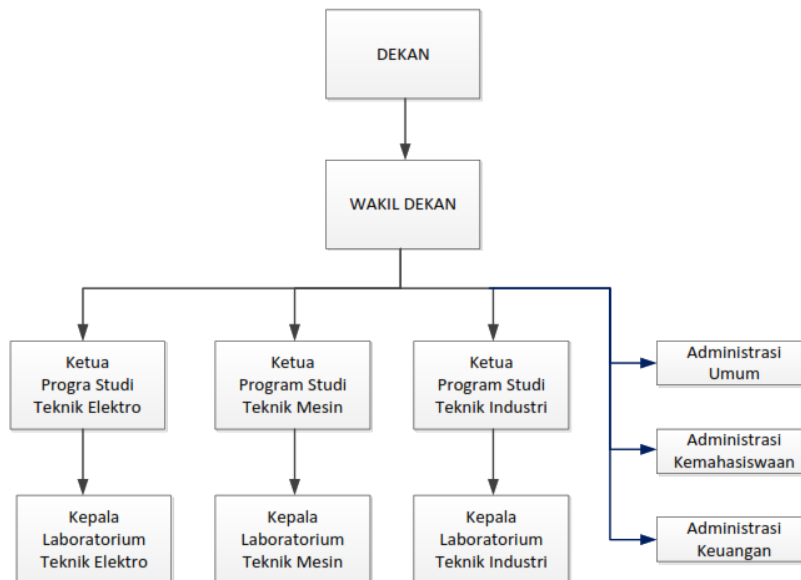 DEKAN
WAKIL DEKAN
Ketua
Progra Studi
Teknik Elektro
Ketua
Program Studi
Teknik Mesin
Ketua
Program Studi
Teknik Industri
Administrasi
Umum
Administrasi
Kemahasiswaan
Kepala
Laboratorium
Teknik Elektro
Kepala
Laboratorium
Teknik Mesin
Kepala
Laboratorium
Teknik Industri
Administrasi
Keuangan